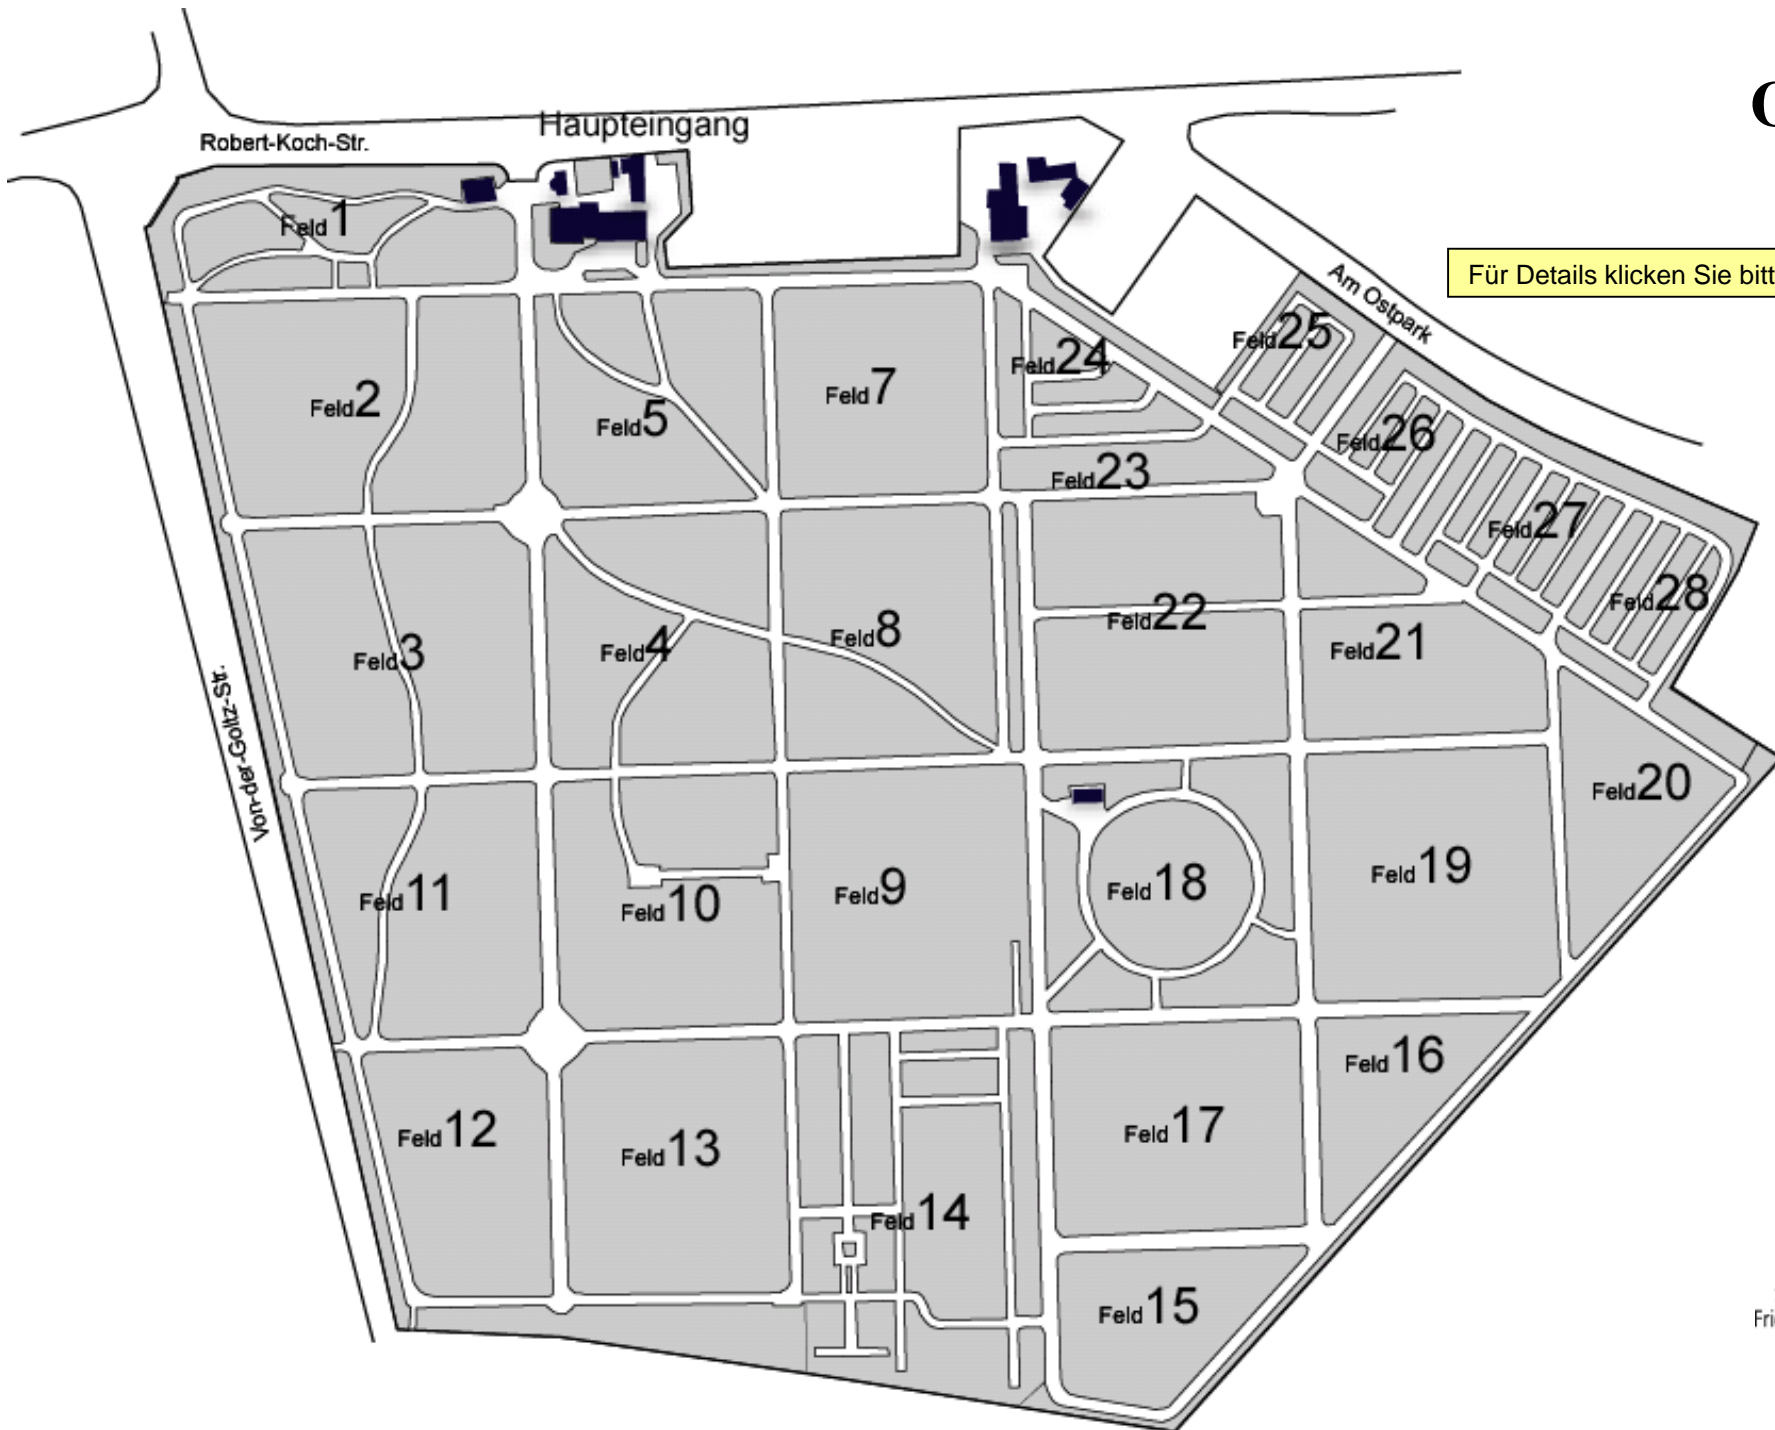 Haupteingang
Robert-Koch-Str.
Am Ostpark
Für Details klicken Sie bitt
Feld 1
Feld 25
Feld 24
Feld 7
Feld 2
Feld 5
Feld 26
Feld 23
Feld 27
Feld 28
Feld 22
Feld 8
Feld 21
Feld 4
Feld 3
Von-der-Goltz-Str.
Feld 20
Feld 19
Feld 18
Feld 9
Feld 11
Feld 10
Feld 16
Feld 17
Feld 12
Feld 13
Feld 14
Feld 15